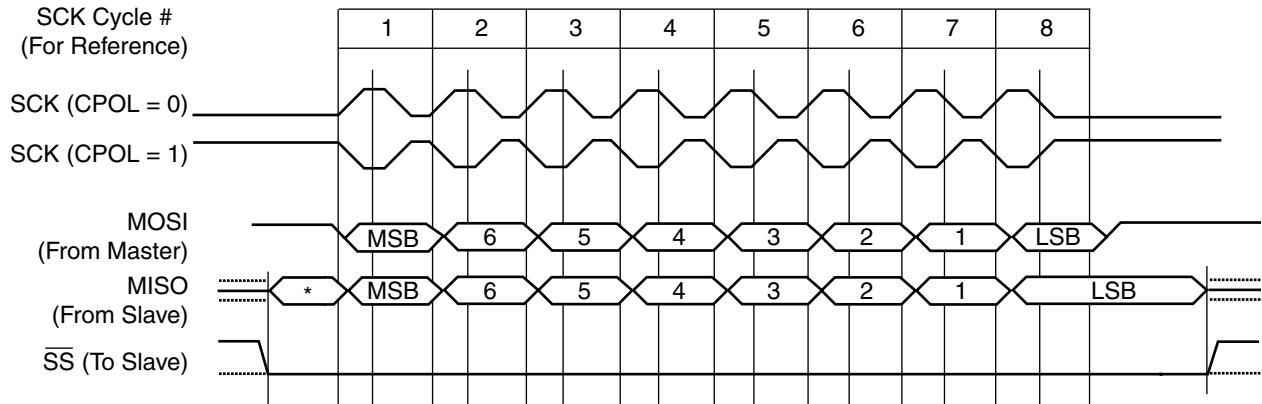 SCK Cycle #
(For Reference)
1 2 3 4 5 6 7 8
SCK (CPOL = 0)
SCK (CPOL = 1)
MOSI
(From Master)
MSB 6 5 4 3 2 1 LSB
MISO
(From Slave)
* MSB 6 5 4 3 2 1 LSB
S̅S̅ (To Slave)